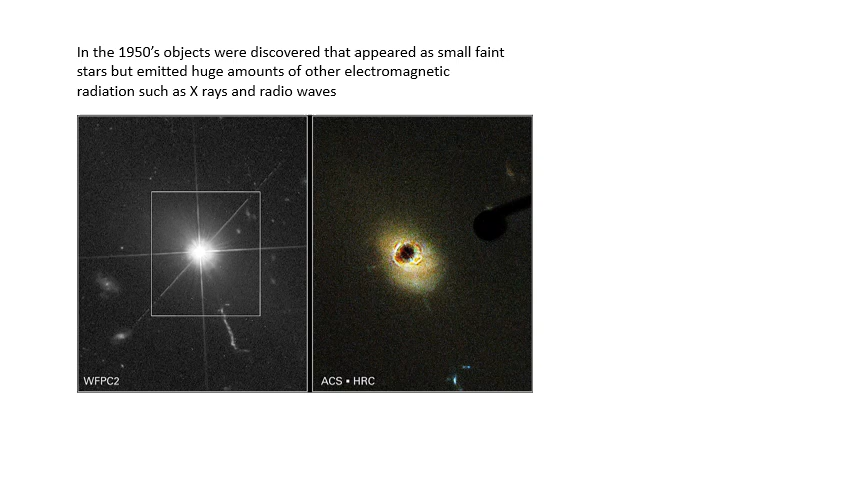 In the 1950’s objects were discovered that appeared as small faint
stars but emitted huge amounts of other electromagnetic
radiation such as X rays and radio waves
WFPC2
ACS • HRC